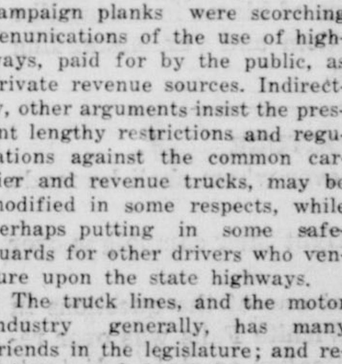 ampaign planks were scorching
enunications of the use of high-
ays, paid for by the public, as
rivate revenue sources. Indirect-
, other arguments insist the pres-
nt lengthy restrictions and regu-
ations against the common car-
ier and revenue trucks, may be
odified in some respects, while
erhaps putting in some safe-
uards for other drivers who ven-
ure upon the state highways.
The truck lines, and the motor
ndustry generally, has many
riends in the legislature; and re-